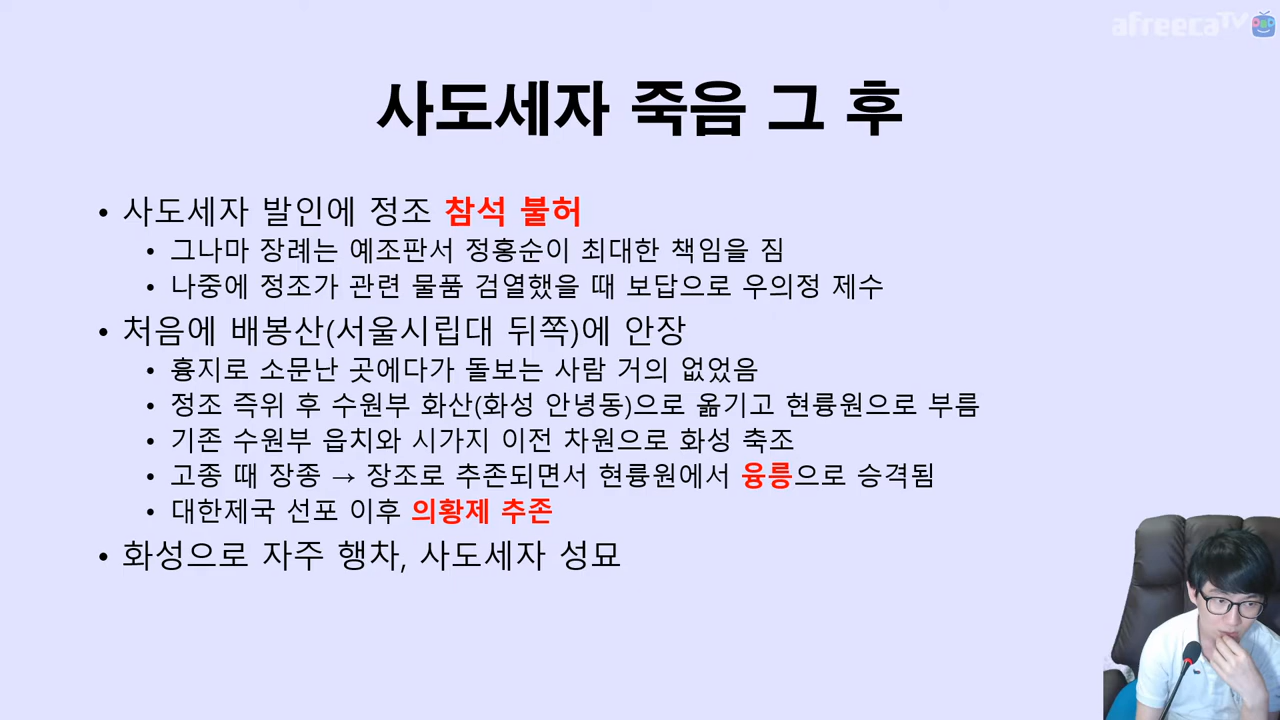 afreecaTV
사도세자 죽음 그 후
• 사도세자 발인에 정조 참석 불허
• 그나마 장례는 예조판서 정홍순이 최대한 책임을 짐
• 나중에 정조가 관련 물품 검열했을 때 보답으로 우의정 제수
• 처음에 배봉산(서울시립대 뒤쪽)에 안장
• 흉지로 소문난 곳에다가 돌보는 사람 거의 없었음
• 정조 즉위 후 수원부 화산(화성 안녕동)으로 옮기고 현륭원으로 부름
• 기존 수원부 읍치와 시가지 이전 차원으로 화성 축조
• 고종 때 장종 → 장조로 추존되면서 현륭원에서 융릉으로 승격됨
• 대한제국 선포 이후 의황제 추존
• 화성으로 자주 행차, 사도세자 성묘